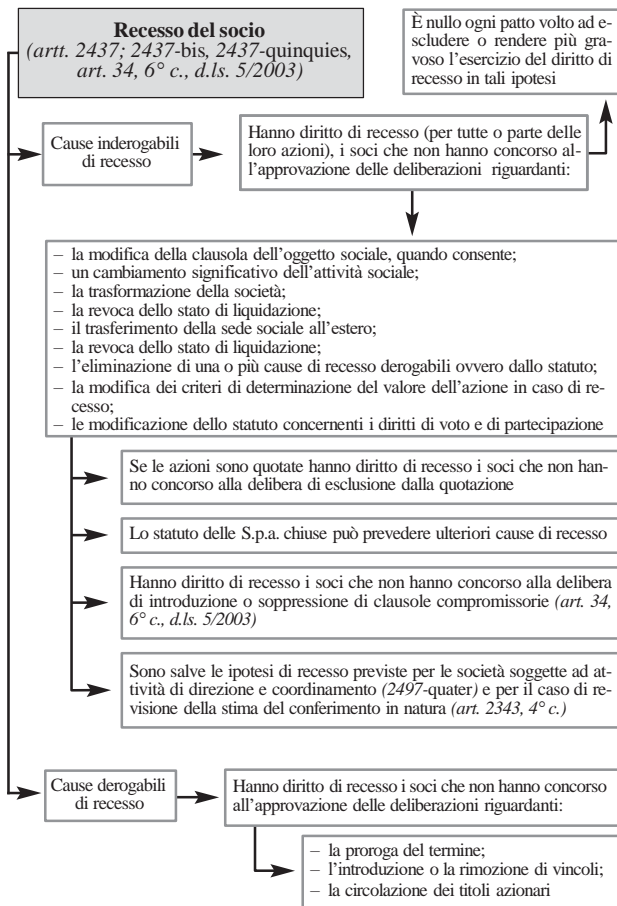 Recesso del socio
(artt. 2437; 2437-bis, 2437-quinquies,
art. 34, 6° c., d.ls. 5/2003)
È nullo ogni patto volto ad e-
scludere o rendere più gra-
voso l'esercizio del diritto di
recesso in tali ipotesi
Cause inderogabili
di recesso
Hanno diritto di recesso (per tutte o parte delle
loro azioni), i soci che non hanno concorso al-
l'approvazione delle deliberazioni riguardanti:
– la modifica della clausola dell'oggetto sociale, quando consente;
– un cambiamento significativo dell'attività sociale;
– la trasformazione della società;
– la revoca dello stato di liquidazione;
– il trasferimento della sede sociale all'estero;
– la revoca dello stato di liquidazione;
– l'eliminazione di una o più cause di recesso derogabili ovvero dallo statuto;
– la modifica dei criteri di determinazione del valore dell'azione in caso di re-
cesso;
– le modificazione dello statuto concernenti i diritti di voto e di partecipazione
Se le azioni sono quotate hanno diritto di recesso i soci che non han-
no concorso alla delibera di esclusione dalla quotazione
Lo statuto delle S.p.a. chiuse può prevedere ulteriori cause di recesso
Hanno diritto di recesso i soci che non hanno concorso alla delibera
di introduzione o soppressione di clausole compromissorie (art. 34,
6° c., d.ls. 5/2003)
Sono salve le ipotesi di recesso previste per le società soggette ad at-
tività di direzione e coordinamento (2497-quater) e per il caso di re-
visione della stima del conferimento in natura (art. 2343, 4° c.)
Cause derogabili
di recesso
Hanno diritto di recesso i soci che non hanno concorso
all'approvazione delle deliberazioni riguardanti:
– la proroga del termine;
– l'introduzione o la rimozione di vincoli;
– la circolazione dei titoli azionari